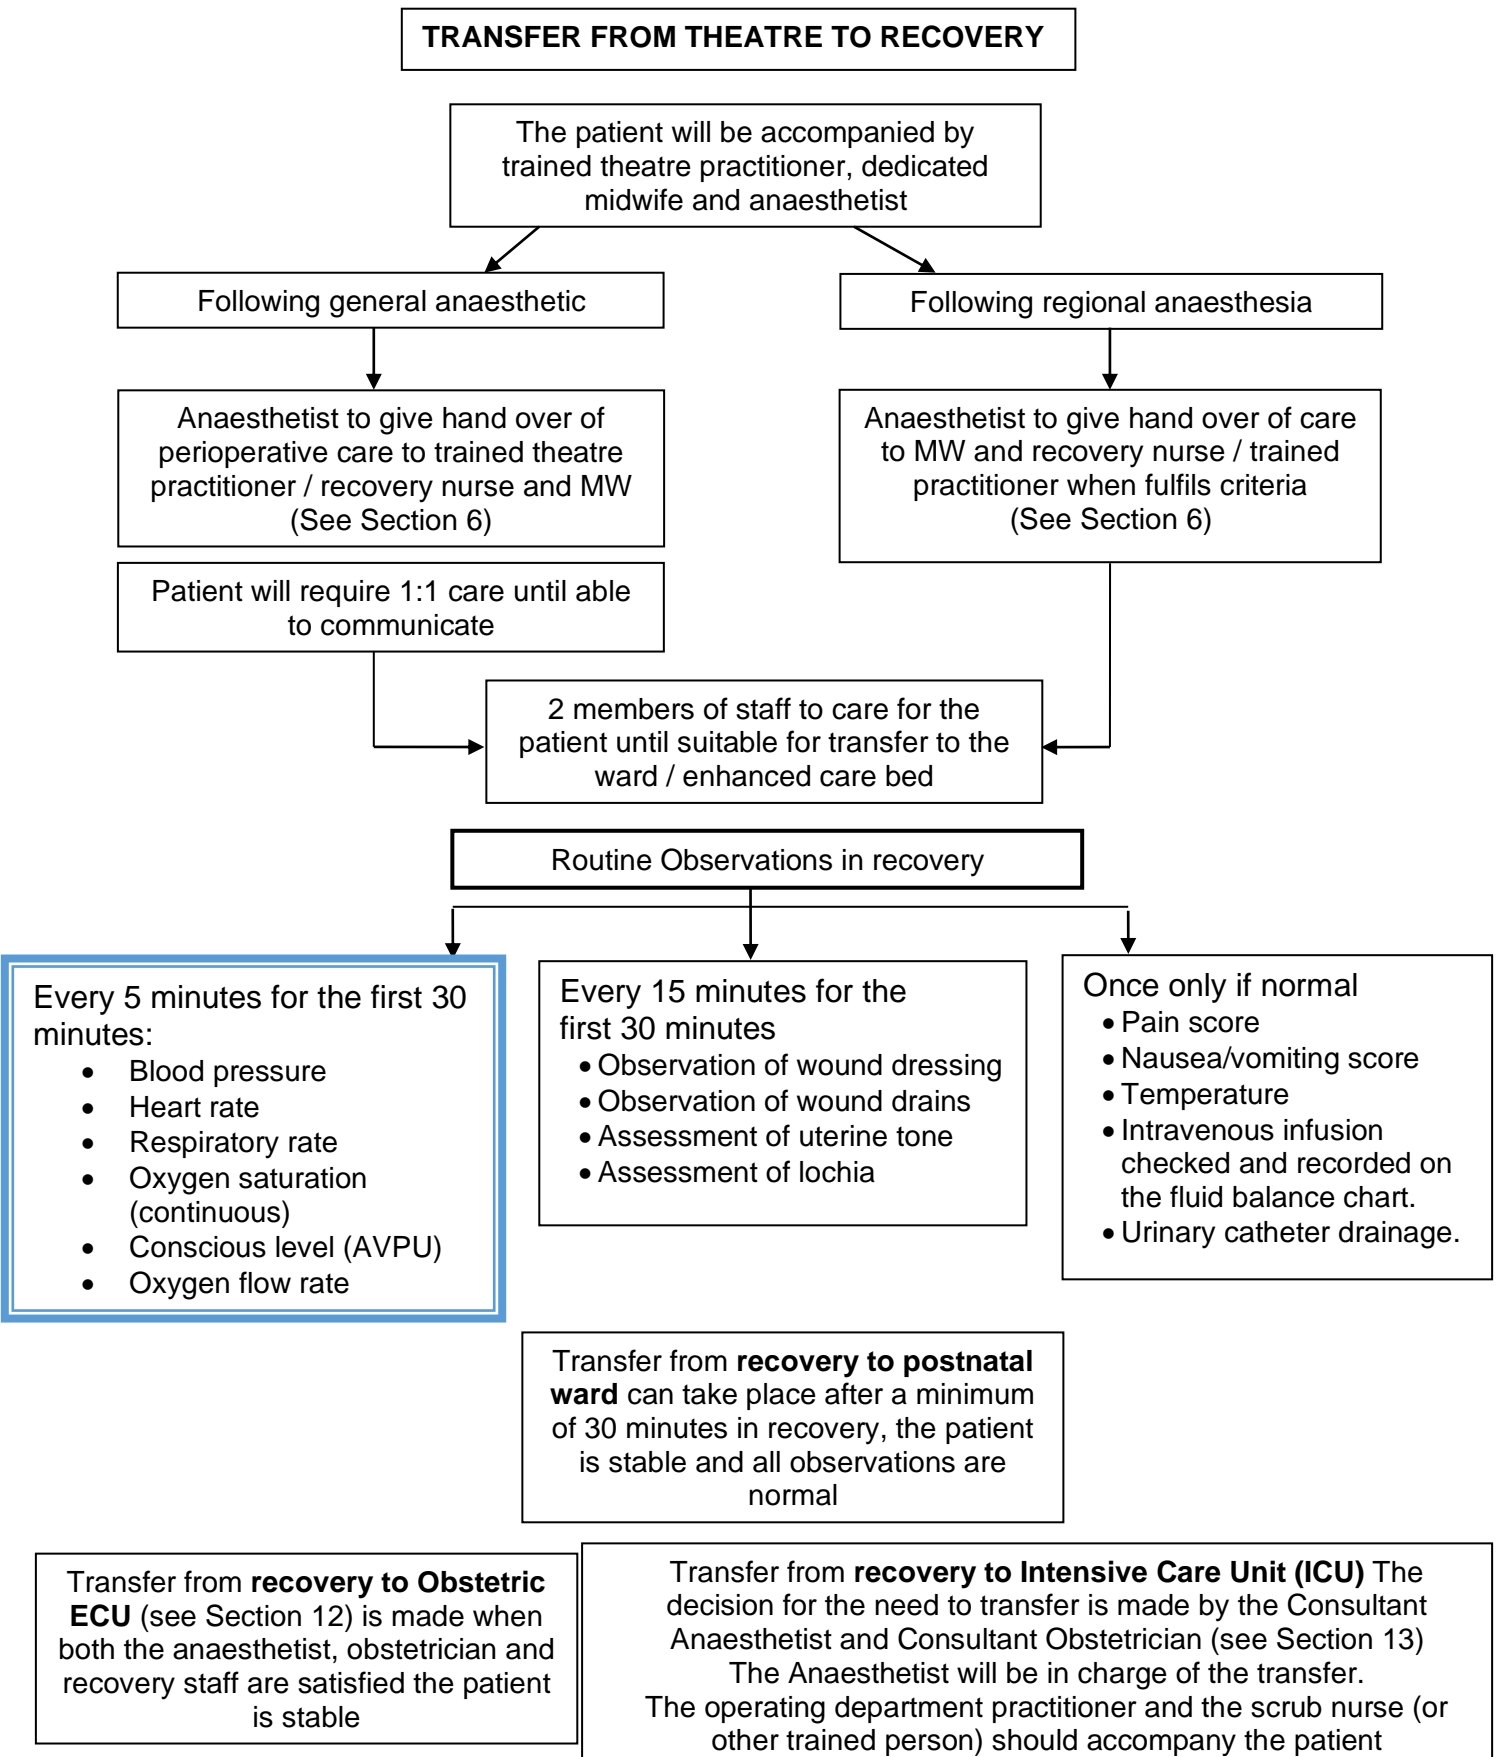 TRANSFER FROM THEATRE TO RECOVERY
The patient will be accompanied by
trained theatre practitioner, dedicated
midwife and anaesthetist
Following general anaesthetic
Following regional anaesthesia
Anaesthetist to give hand over of
perioperative care to trained theatre
practitioner / recovery nurse and MW
(See Section 6)
Anaesthetist to give hand over of care
to MW and recovery nurse / trained
practitioner when fulfils criteria
(See Section 6)
Patient will require 1:1 care until able
to communicate
2 members of staff to care for the
patient until suitable for transfer to the
ward / enhanced care bed
Routine Observations in recovery
Every 5 minutes for the first 30
minutes:
• Blood pressure
• Heart rate
• Respiratory rate
• Oxygen saturation
(continuous)
• Conscious level (AVPU)
• Oxygen flow rate
Every 15 minutes for the
first 30 minutes
• Observation of wound dressing
• Observation of wound drains
• Assessment of uterine tone
• Assessment of lochia
Once only if normal
• Pain score
• Nausea/vomiting score
• Temperature
• Intravenous infusion
checked and recorded on
the fluid balance chart.
• Urinary catheter drainage.
Transfer from recovery to postnatal
ward can take place after a minimum
of 30 minutes in recovery, the patient
is stable and all observations are
normal
Transfer from recovery to Obstetric
ECU (see Section 12) is made when
both the anaesthetist, obstetrician and
recovery staff are satisfied the patient
is stable
Transfer from recovery to Intensive Care Unit (ICU) The
decision for the need to transfer is made by the Consultant
Anaesthetist and Consultant Obstetrician (see Section 13)
The Anaesthetist will be in charge of the transfer.
The operating department practitioner and the scrub nurse (or
other trained person) should accompany the patient